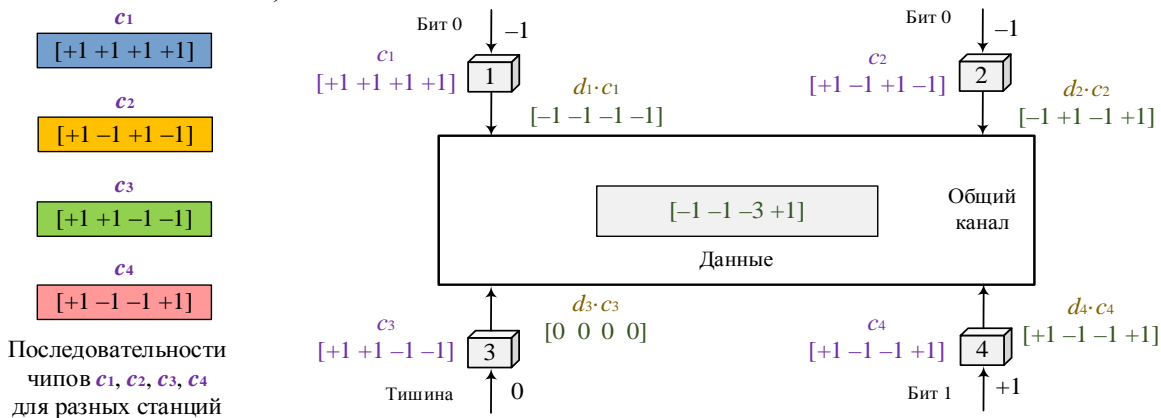 c1
[+1 +1 +1 +1]
c2
[+1 –1 +1 –1]
c3
[+1 +1 –1 –1]
c4
[+1 –1 –1 +1]
Последовательности
чипов c1, c2, c3, c4
для разных станций
Бит 0
–1
c1
[+1 +1 +1 +1]
1
d1·c1
[–1 –1 –1 –1]
Бит 0
–1
c2
[+1 –1 +1 –1]
2
d2·c2
[–1 +1 –1 +1]
[–1 –1 –3 +1]
Данные
Общий
канал
c3
[+1 +1 –1 –1]
3
d3·c3
[0 0 0 0]
Тишина
0
c4
[+1 –1 –1 +1]
4
d4·c4
[+1 –1 –1 +1]
Бит 1
+1